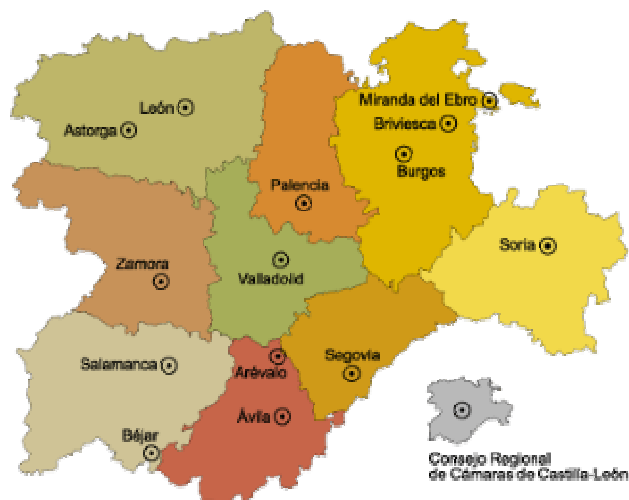 Miranda del Ebro
León
Briviesca
Astorga
Burgos
Palencia
Soria
Zamora
Valladolid
Segovia
Salamanca
Arévalo
Ávila
Béjar
Consejo Regional
de Cámaras de Castilla-León